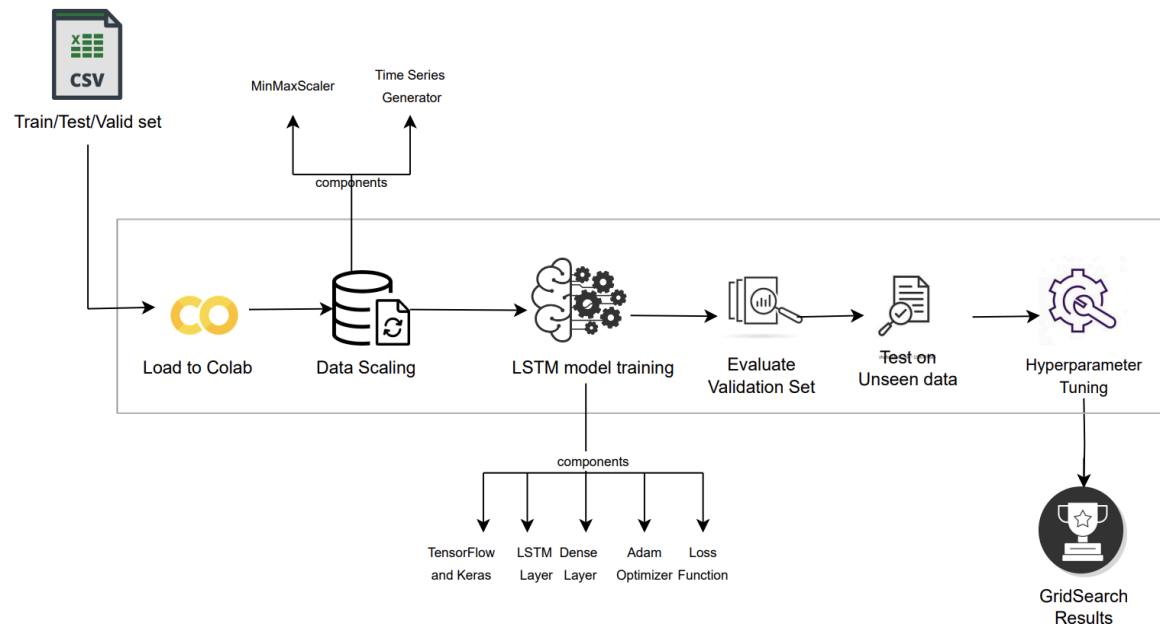 CSV
Train/Test/Valid set
MinMaxScaler
Time Series
Generator
components
Load to Colab
Data Scaling
LSTM model training
Evaluate
Validation Set
Test on
Unseen data
Hyperparameter
Tuning
components
TensorFlow
and Keras
LSTM
Layer
Dense
Layer
Adam
Optimizer
Loss
Function
GridSearch
Results